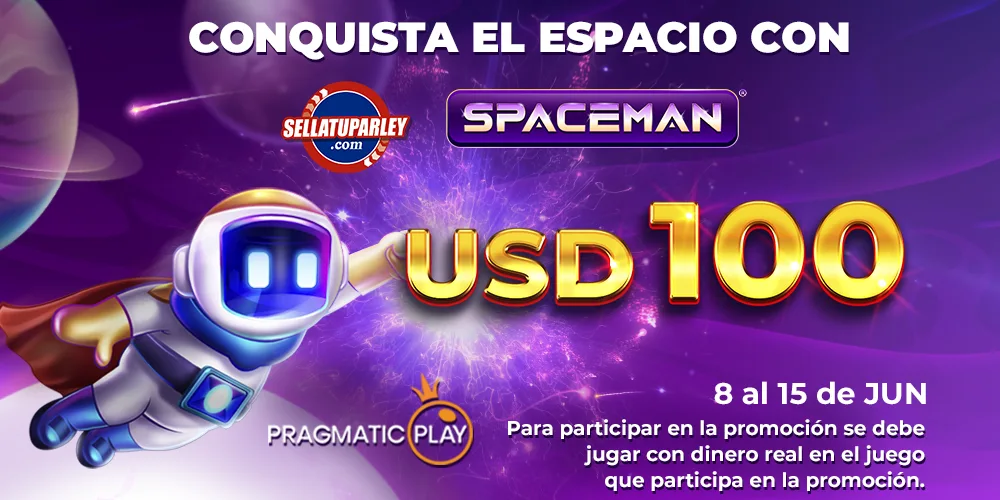 CONQUISTA EL ESPACIO CON
SELLATUPARLEY
.com
SPACEMAN®
USD 100
PRAGMATIC PLAY
8 al 15 de JUN
Para participar en la promoción se debe
jugar con dinero real en el juego
que participa en la promoción.